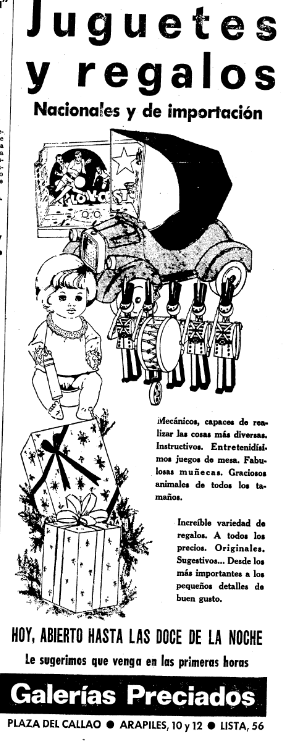 Juguetes
y regalos
Nacionales y de importación
¡Mecánicos, capaces de rea-
lizar las cosas más diversas.
Instructivos. Entretenidísi-
mos juegos de mesa. Fabu-
losas muñecas. Graciosos
animales de todos los ta-
maños.
Increíble variedad de
regalos. A todos los
precios. Originales.
Sugestivos... Desde los
más importantes a los
pequeños detalles de
buen gusto.
HOY, ABIERTO HASTA LAS DOCE DE LA NOCHE
Le sugerimos que venga en las primeras horas
Galerías Preciados
PLAZA DEL CALLAO ● ARAPILES, 10 y 12 ● LISTA, 56